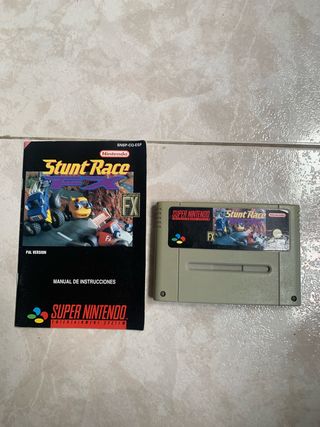 SNSP-CQ-ESP
Nintendo
Stunt Race
FX
FX
PAL VERSION
MANUAL DE INSTRUCCIONES
SUPER NINTENDO
ENTERTAINMENT SYSTEM
SUPER NINTENDO
Stunt Race
Nintendo
FX